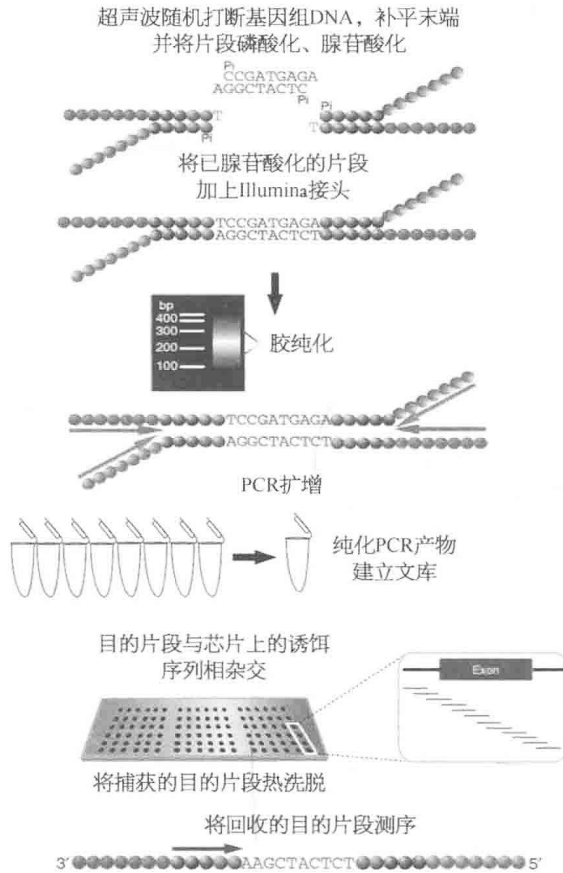 超声波随机打断基因组DNA，补平末端
并将片段磷酸化、腺苷酸化
Pi
CCGATGAGA
AGGCTACTC
Pi
Pi
T
T
Pi
将已腺苷酸化的片段
加上Illumina接头
TCCGATGAGA
AGGCTACTCT
bp
400
300
200
100
胶纯化
TCCGATGAGA
AGGCTACTCT
PCR扩增
纯化PCR产物
建立文库
目的片段与芯片上的诱饵
序列相杂交
Exon
将捕获的目的片段热洗脱
将回收的目的片段测序
3′ AAGCTACTCT 5′